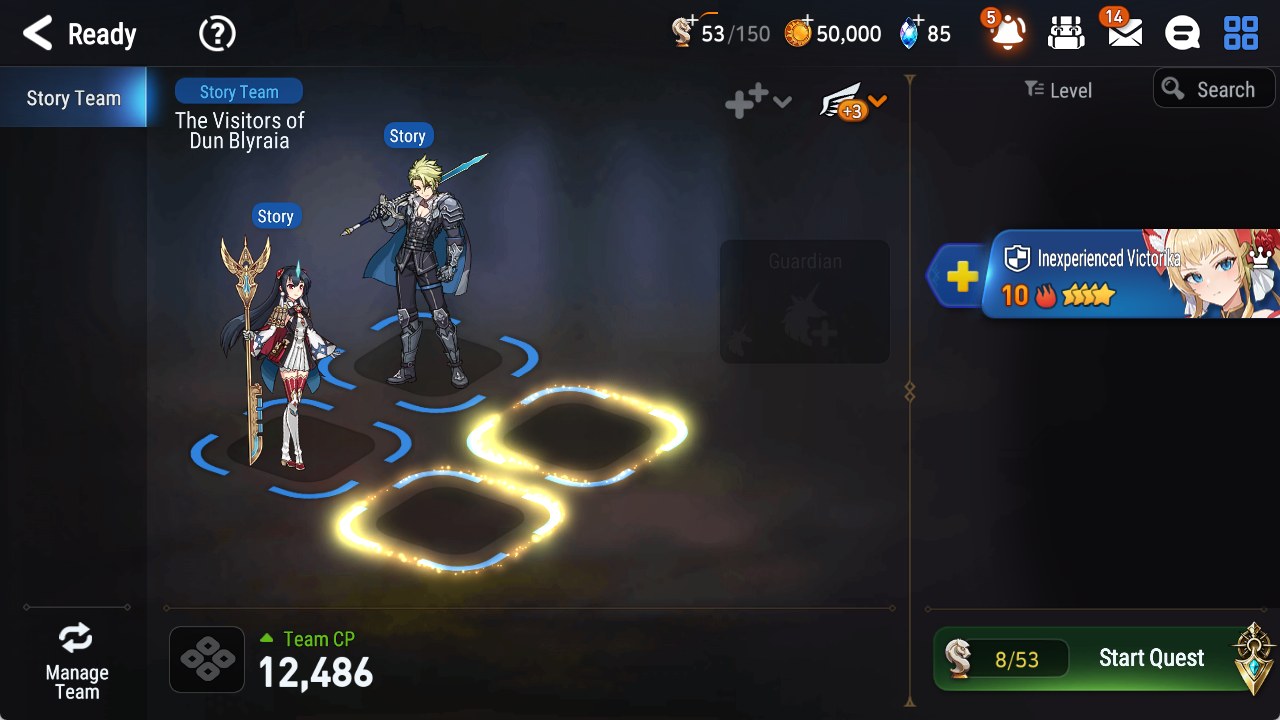 Ready
?
53/150
50,000
85
5
14
Story Team
Story Team
The Visitors of
Dun Blyraia
Story
Story
+3
Level
Search
Guardian
Inexperienced Victorika
10
8/53
Start Quest
Manage
Team
Team CP
12,486